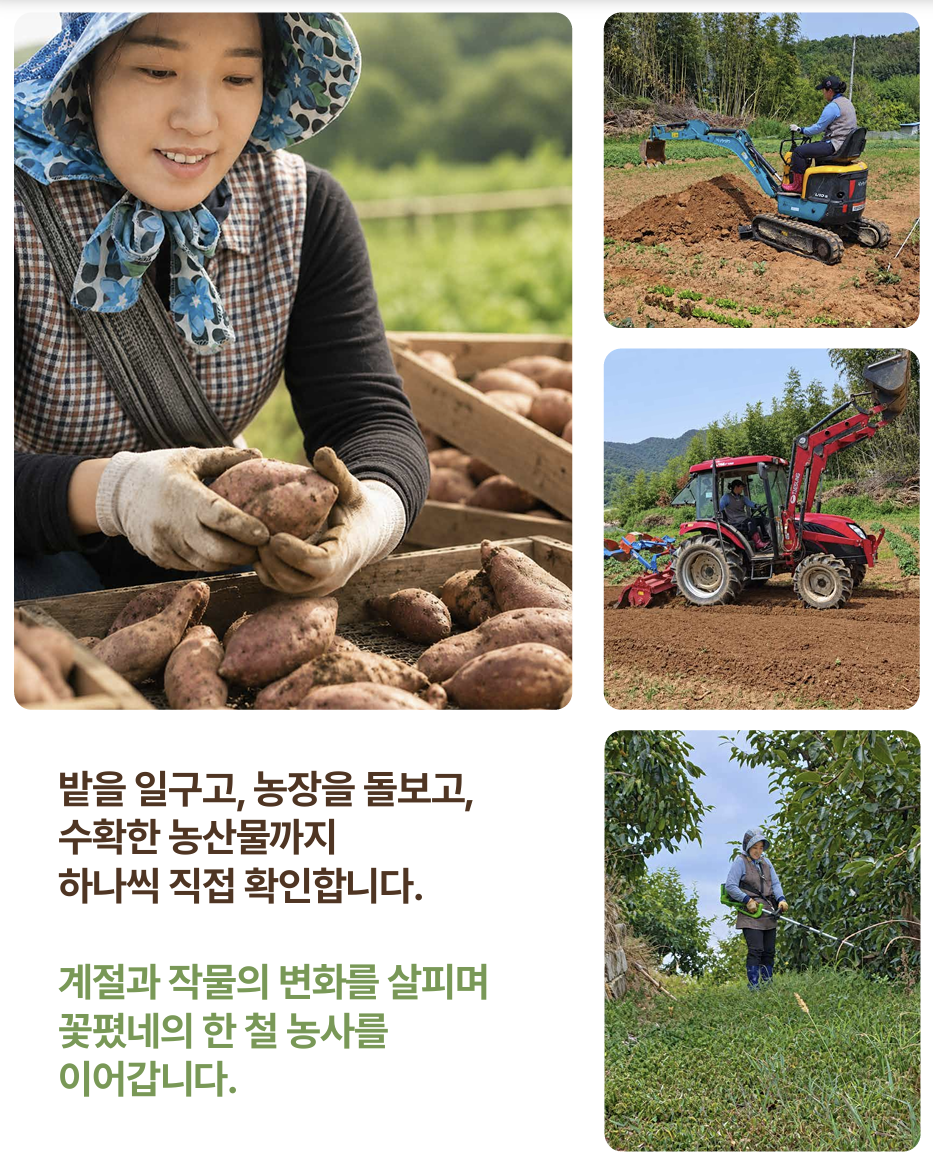 밭을 일구고, 농장을 돌보고,
수확한 농산물까지
하나씩 직접 확인합니다.
계절과 작물의 변화를 살피며
꽃폈네의 한 철 농사를
이어갑니다.